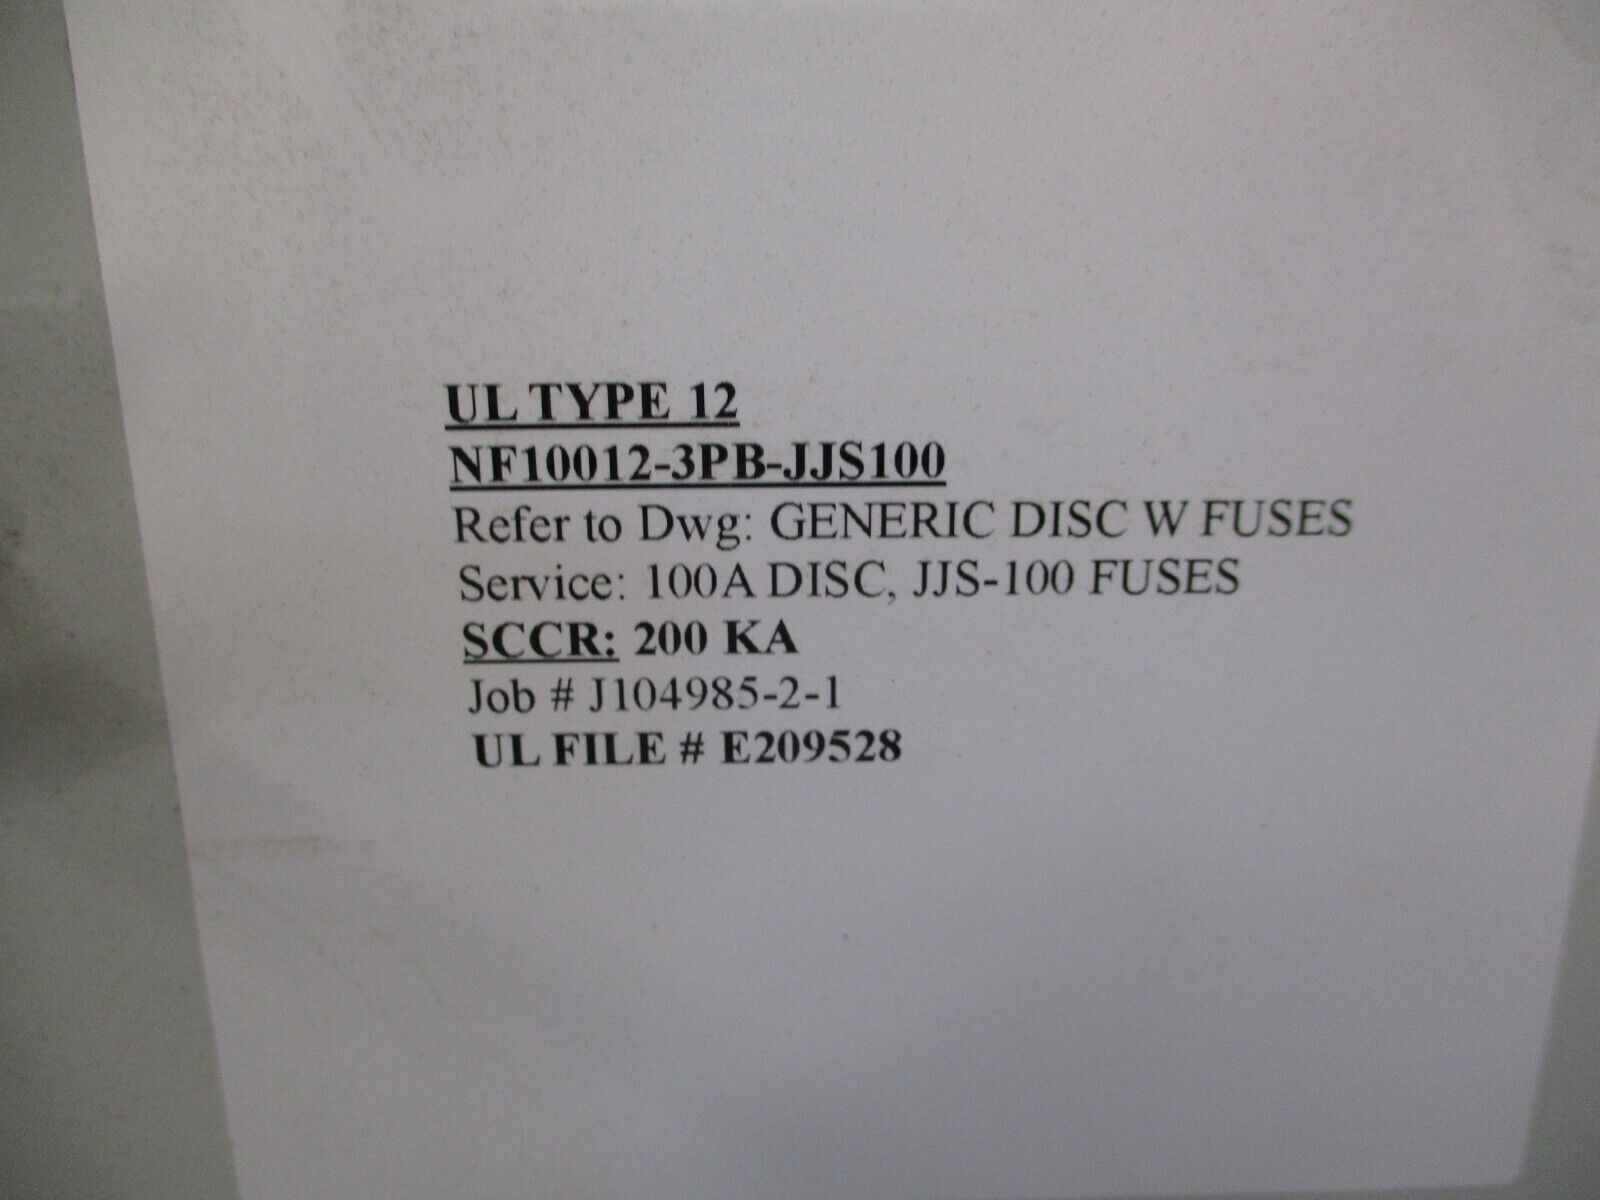 UL TYPE 12
NF10012-3PB-JJS100
Refer to Dwg: GENERIC DISC W FUSES
Service: 100A DISC, JJS-100 FUSES
SCCR: 200 KA
Job # J104985-2-1
UL FILE # E209528